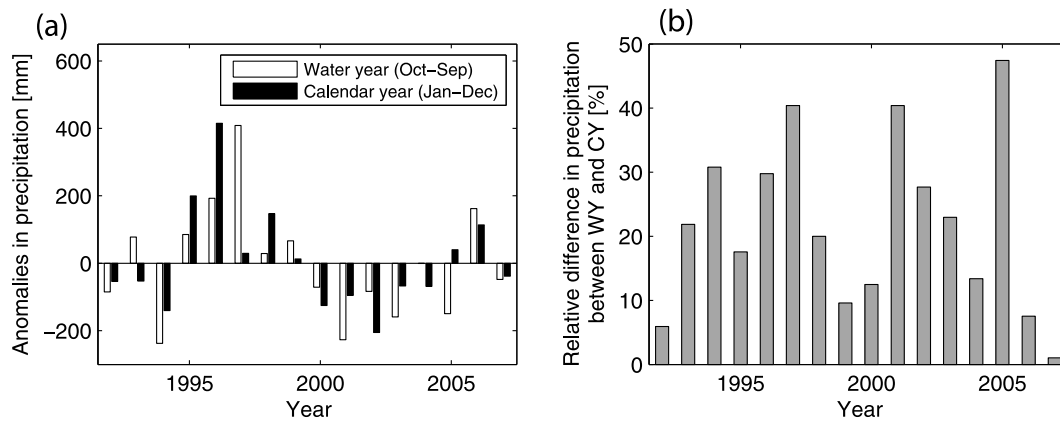 (a)
Anomalies in precipitation [mm]
600
400
200
0
−200
Water year (Oct−Sep)
Calendar year (Jan−Dec)
1995
2000
2005
Year
(b)
Relative difference in precipitation
between WY and CY [%]
50
40
30
20
10
0
1995
2000
2005
Year